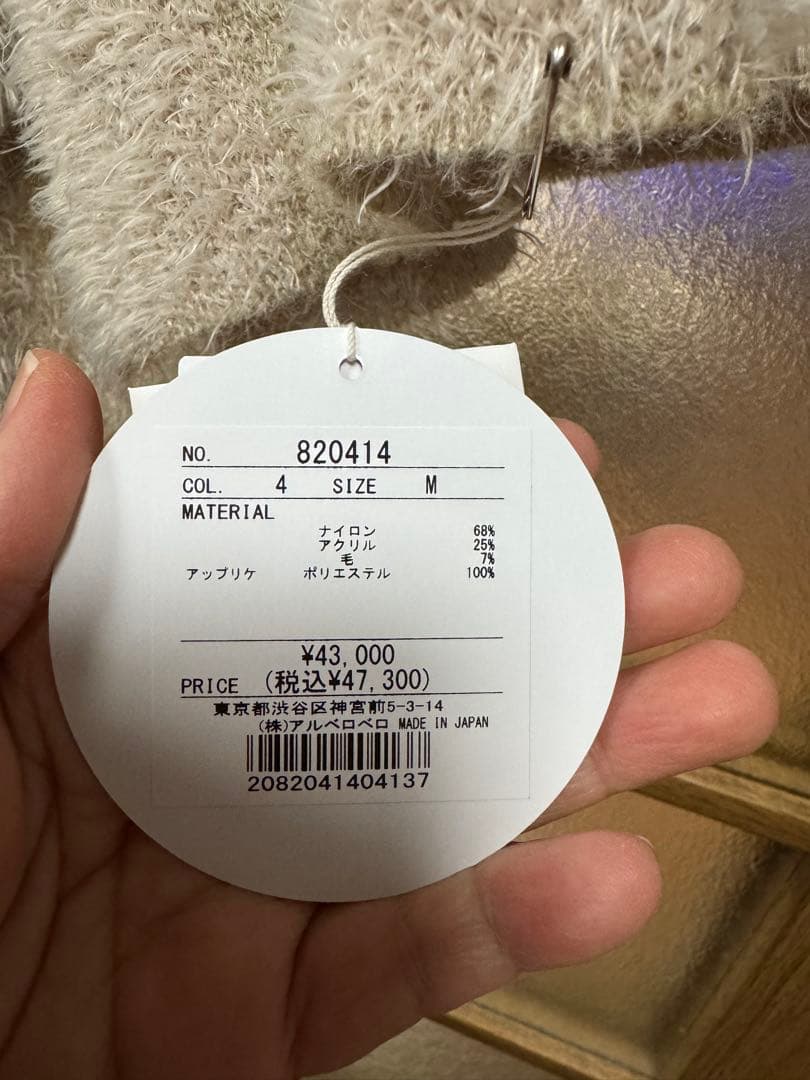 NO. 820414
COL. 4 SIZE M
MATERIAL
ナイロン 68%
アクリル 25%
毛 7%
アップリケ ポリエステル 100%
¥43,000
PRICE (税込¥47,300)
東京都渋谷区神宮前5-3-14
(株)アルベロベロ MADE IN JAPAN
2082041404137